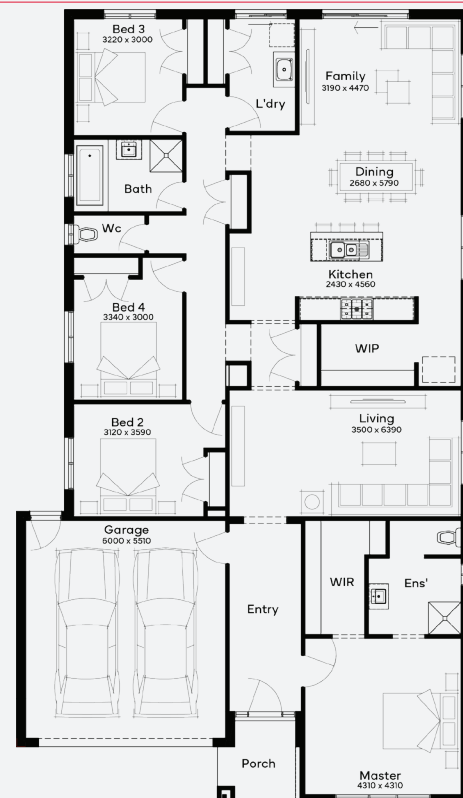 Bed 3
3220 x 3000
L'dry
Family
3190 x 4470
Bath
Dining
2680 x 5790
Wc
Kitchen
2430 x 4560
Bed 4
3340 x 3000
WIP
Bed 2
3120 x 3590
Living
3500 x 6390
Garage
6000 x 5510
WIR
Ens'
Entry
Porch
Master
4310 x 4310